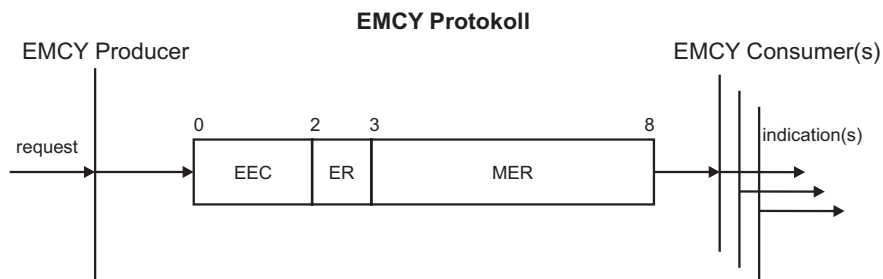 EMCY Protokoll
EMCY Producer
EMCY Consumer(s)
0
2
3
8
request
indication(s)
EEC
ER
MER